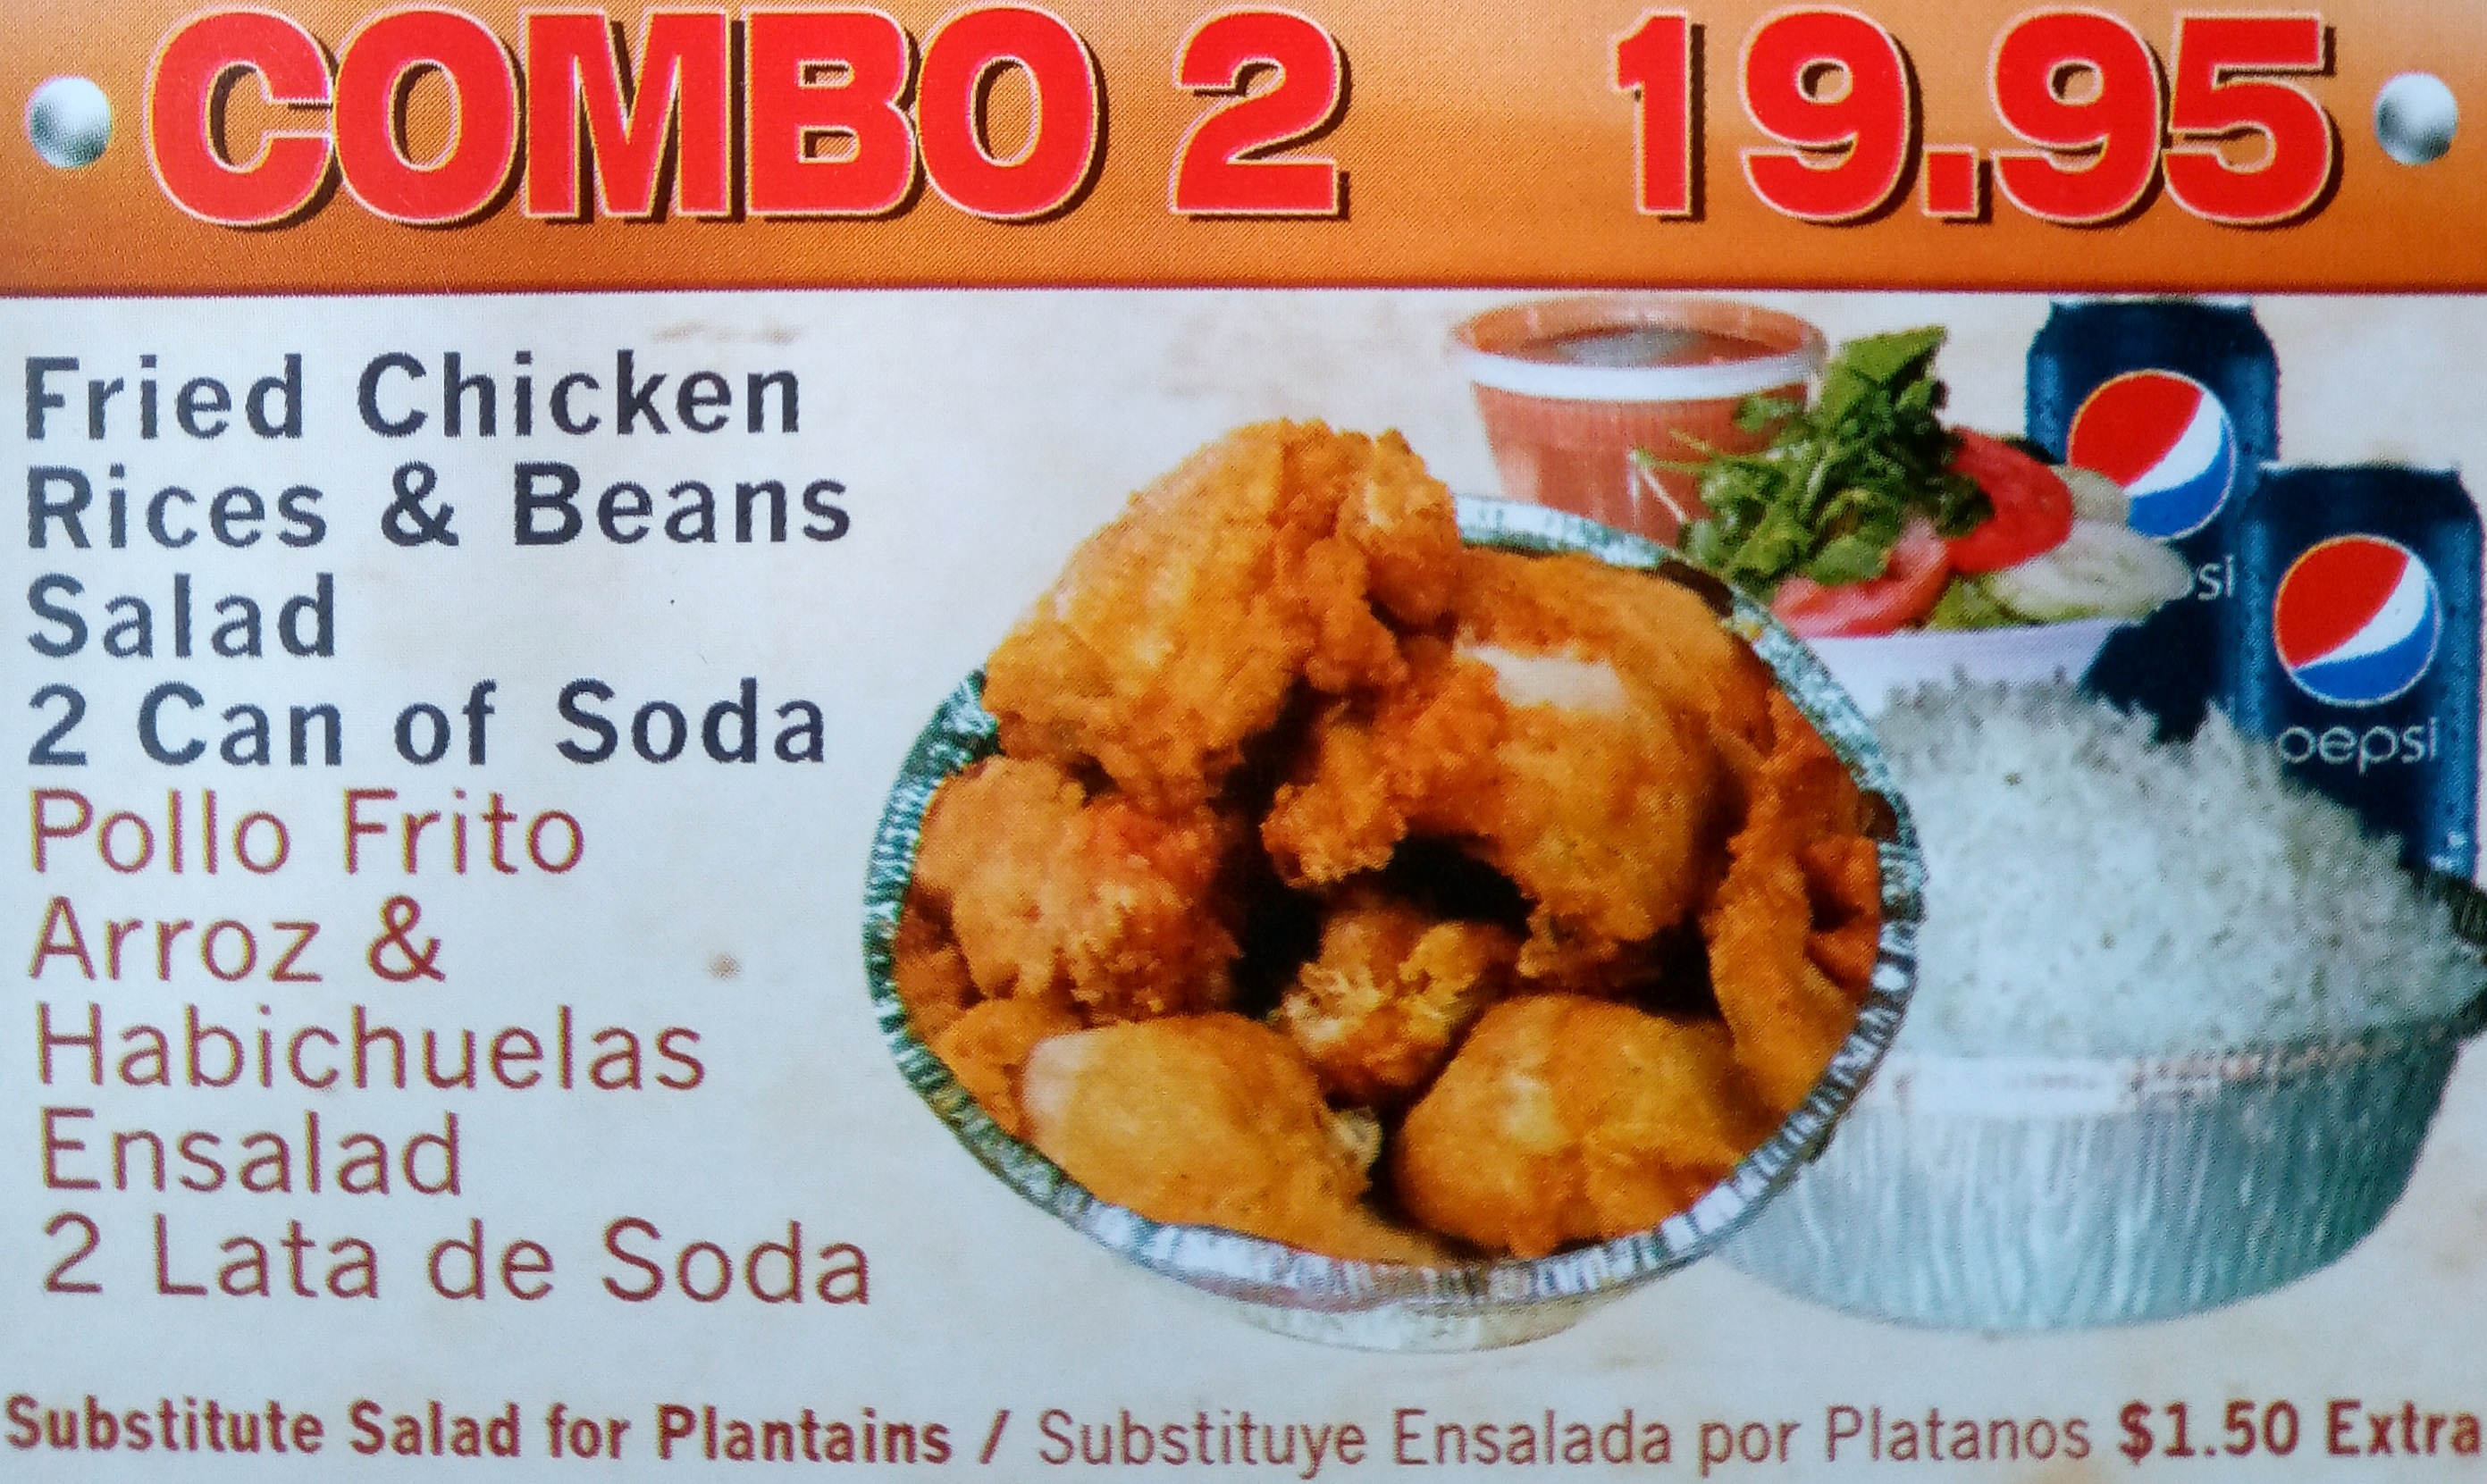 COMBO 2 19.95
Fried Chicken
Rices & Beans
Salad
2 Can of Soda
Pollo Frito
Arroz &
Habichuelas
Ensalad
2 Lata de Soda
si
pepsi
Substitute Salad for Plantains / Substituye Ensalada por Platanos $1.50 Extra